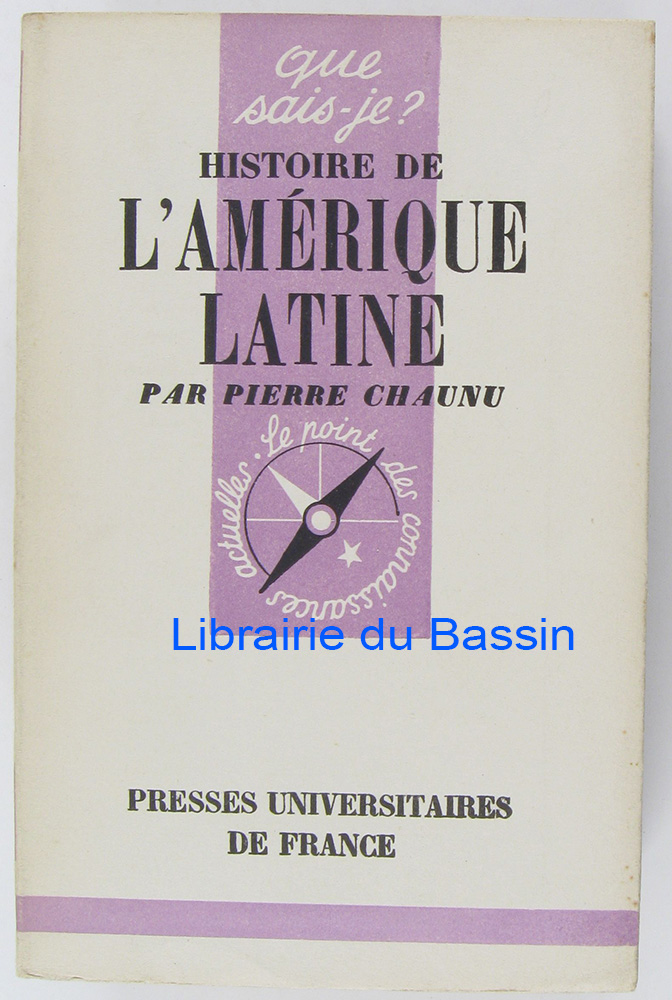 que
sais-je?
HISTOIRE DE
L'AMÉRIQUE
LATINE
PAR PIERRE CHAUNU
Le point des connaissances actuelles.
Librairie du Bassin
PRESSES UNIVERSITAIRES
DE FRANCE